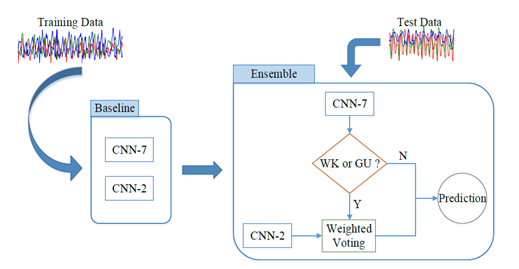 Training Data
Test Data
Ensemble
Baseline
CNN-7
CNN-2
CNN-7
WK or GU ?
N
Y
Prediction
CNN-2
Weighted
Voting